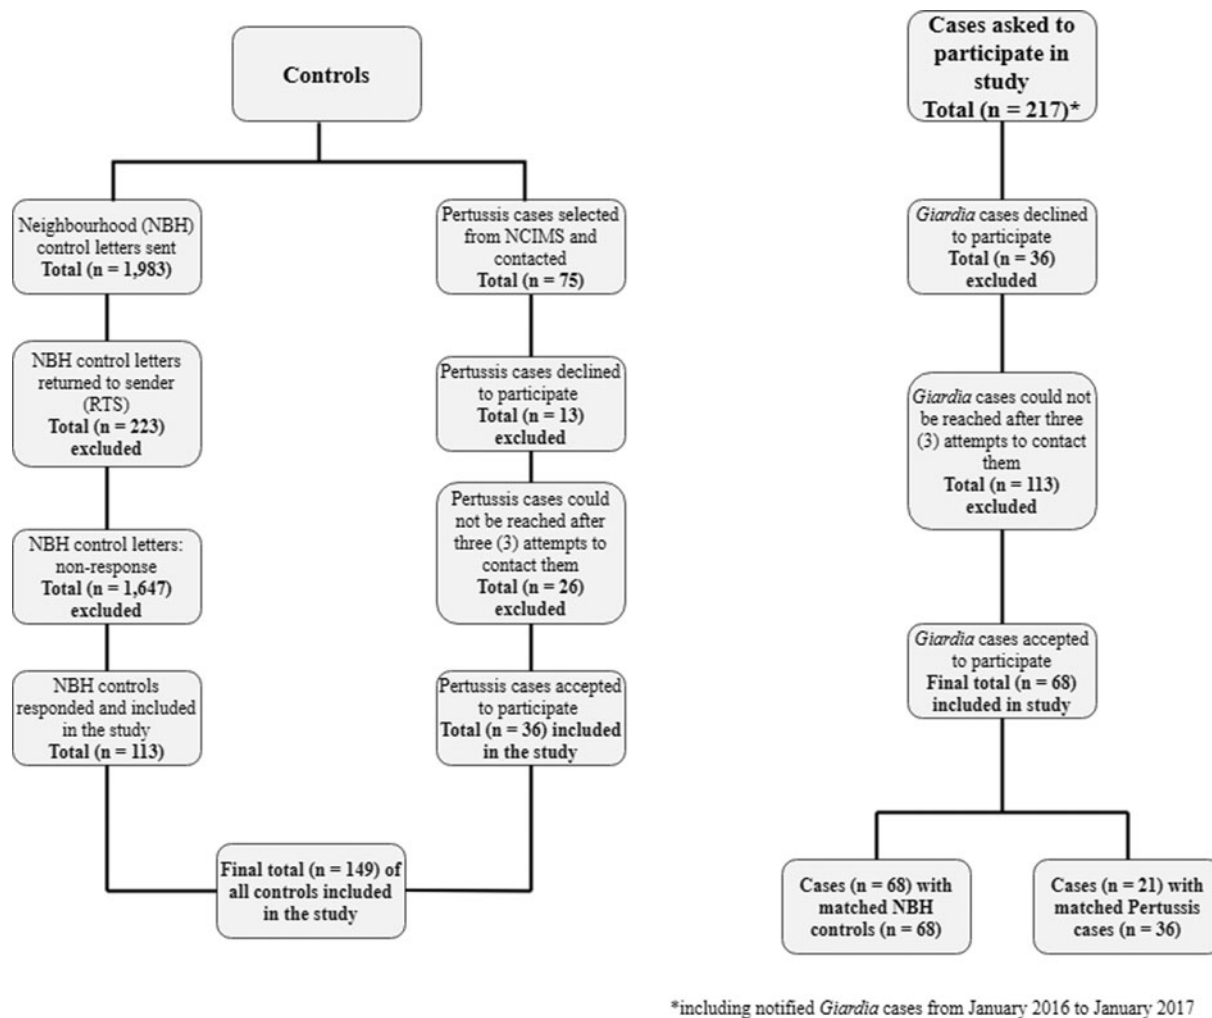 Controls
Neighbourhood (NBH)
control letters sent
Total (n = 1,983)
NBH control letters
returned to sender
(RTS)
Total (n = 223)
excluded
NBH control letters:
non-response
Total (n = 1,647)
excluded
NBH controls
responded and included
in the study
Total (n = 113)
Pertussis cases selected
from NCIMS and
contacted
Total (n = 75)
Pertussis cases declined
to participate
Total (n = 13)
excluded
Pertussis cases could
not be reached after
three (3) attempts to
contact them
Total (n = 26)
excluded
Pertussis cases accepted
to participate
Total (n = 36) included
in the study
Final total (n = 149) of
all controls included
in the study
Cases asked to
participate in
study
Total (n = 217)*
Giardia cases declined
to participate
Total (n = 36)
excluded
Giardia cases could not
be reached after three
(3) attempts to contact
them
Total (n = 113)
excluded
Giardia cases accepted
to participate
Final total (n = 68)
included in study
Cases (n = 68) with
matched NBH
controls (n = 68)
Cases (n = 21) with
matched Pertussis
cases (n = 36)
*including notified Giardia cases from January 2016 to January 2017